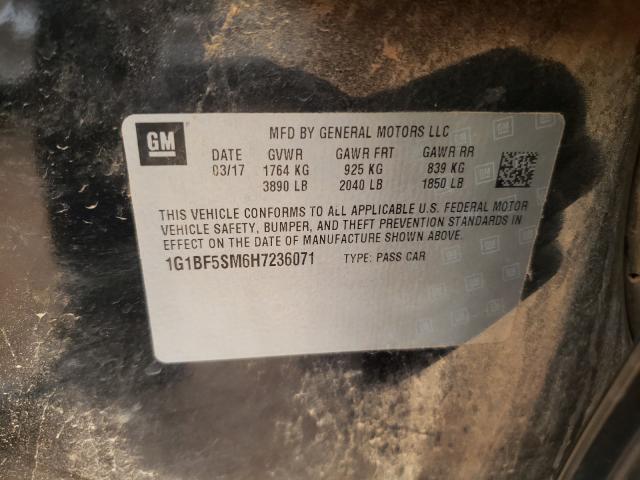 GM
MFD BY GENERAL MOTORS LLC
DATE GVWR GAWR FRT GAWR RR
03/17 1764 KG 925 KG 839 KG
3890 LB 2040 LB 1850 LB
THIS VEHICLE CONFORMS TO ALL APPLICABLE U.S. FEDERAL MOTOR
VEHICLE SAFETY, BUMPER, AND THEFT PREVENTION STANDARDS IN
EFFECT ON THE DATE OF MANUFACTURE SHOWN ABOVE.
1G1BF5SM6H7236071 TYPE: PASS CAR